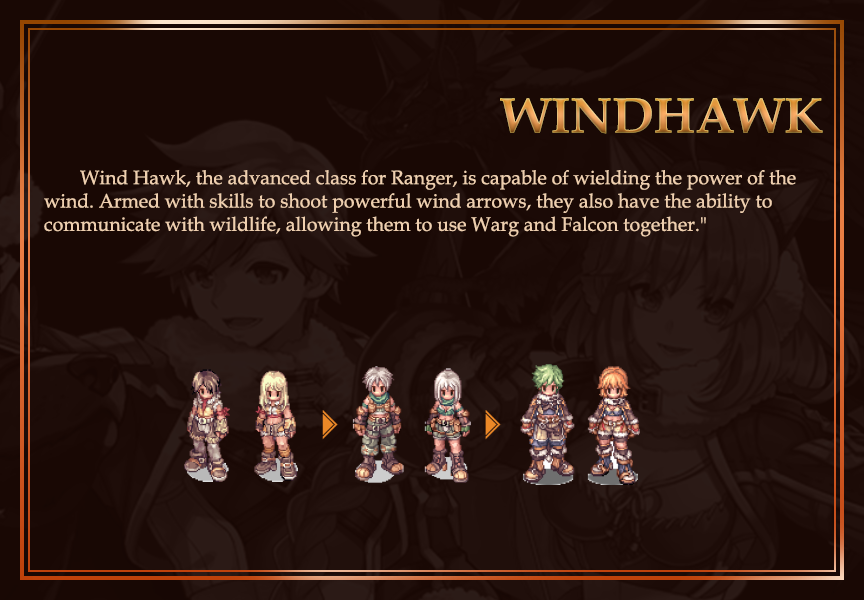 WINDHAWK
Wind Hawk, the advanced class for Ranger, is capable of wielding the power of the
wind. Armed with skills to shoot powerful wind arrows, they also have the ability to
communicate with wildlife, allowing them to use Warg and Falcon together."